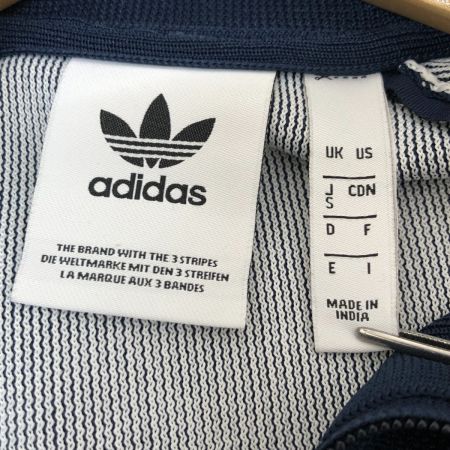 adidas
THE BRAND WITH THE 3 STRIPES
DIE WELTMARKE MIT DEN 3 STREIFEN
LA MARQUE AUX 3 BANDES
UK US
J CDN
S
D F
E I
MADE IN
INDIA